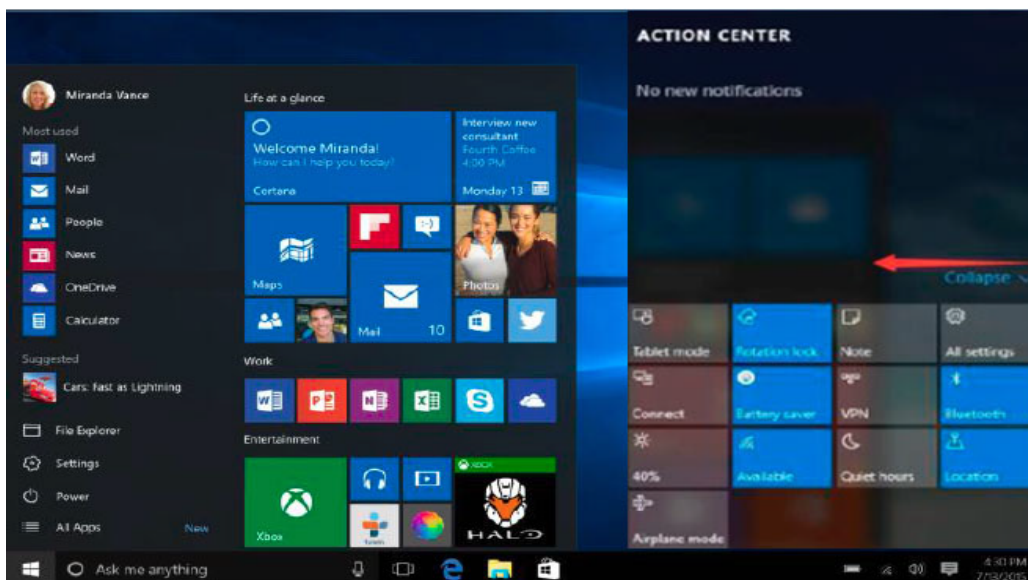 Miranda Vance
Most used
Word
Mail
People
News
OneDrive
Calculator
Suggested
Cars: Fast as Lightning
File Explorer
Settings
Power
All Apps
New
Life at a glance
Welcome Miranda!
How can I help you today?
Cortana
Interview new
consultant
Fourth Coffee
4:00 PM
Monday 13
Maps
Photos
Mail
10
Work
Entertainment
Xbox
XBOX
HALO
ACTION CENTER
No new notifications
Collapse
Tablet mode
Rotation lock
Note
All settings
Connect
Battery saver
VPN
Bluetooth
40%
Available
Quiet hours
Location
Airplane mode
Ask me anything
4:30 PM
7/13/2015